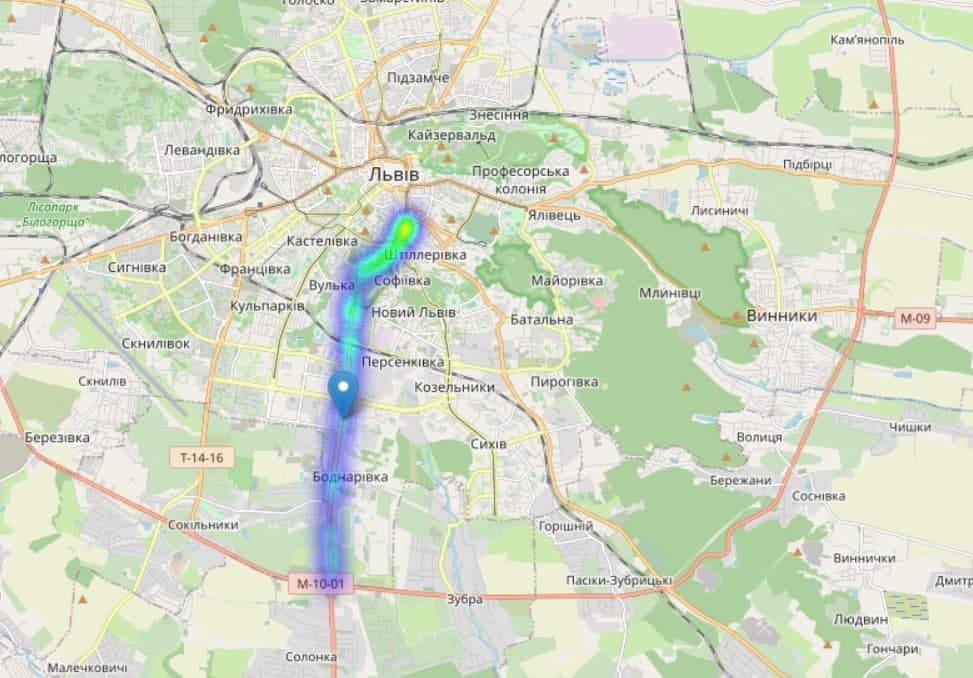 Голоско
Замарстинів
Кам'янопіль
Підзамче
Фридрихівка
Знесіння
Кайзервальд
Левандівка
логорща
Підбірці
Львів
Професорська
колонія
Лісопарк
"Білогорща"
Ялівець
Лисиничі
Богданівка
Кастелівка
Штіллерівка
Сигнівка
Францівка
Вулька
Софіївка
Майорівка
Млинівці
Кульпарків
Новий Львів
Батальна
Винники
М-09
Скнилівок
Персенківка
Скнилів
Козельники
Пирогівка
Березівка
Чишки
Волиця
Сихів
Т-14-16
Боднарівка
Бережани
Соснівка
Сокільники
Горішній
Виннички
М-10-01
Пасіки-Зубрицькі
Дмитр
Зубра
Людвин
Гончари
Солонка
Малечковичі